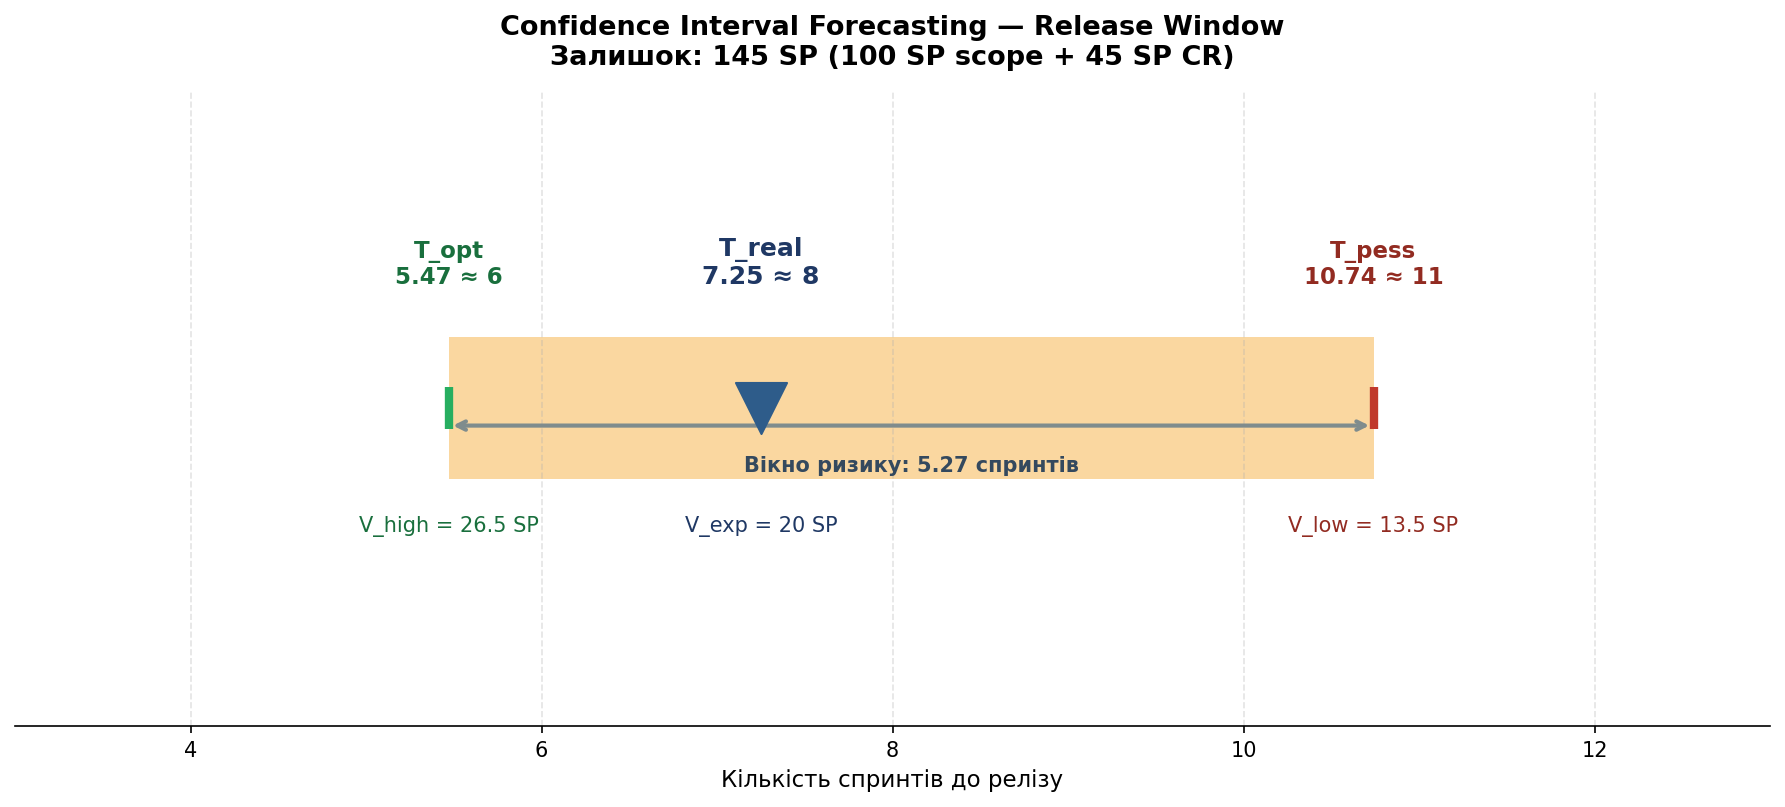 Confidence Interval Forecasting — Release Window
Залишок: 145 SP (100 SP scope + 45 SP CR)
T_opt
5.47 ≈ 6
T_real
7.25 ≈ 8
T_pess
10.74 ≈ 11
Вікно ризику: 5.27 спринтів
V_high = 26.5 SP
V_exp = 20 SP
V_low = 13.5 SP
4 6 8 10 12
Кількість спринтів до релізу